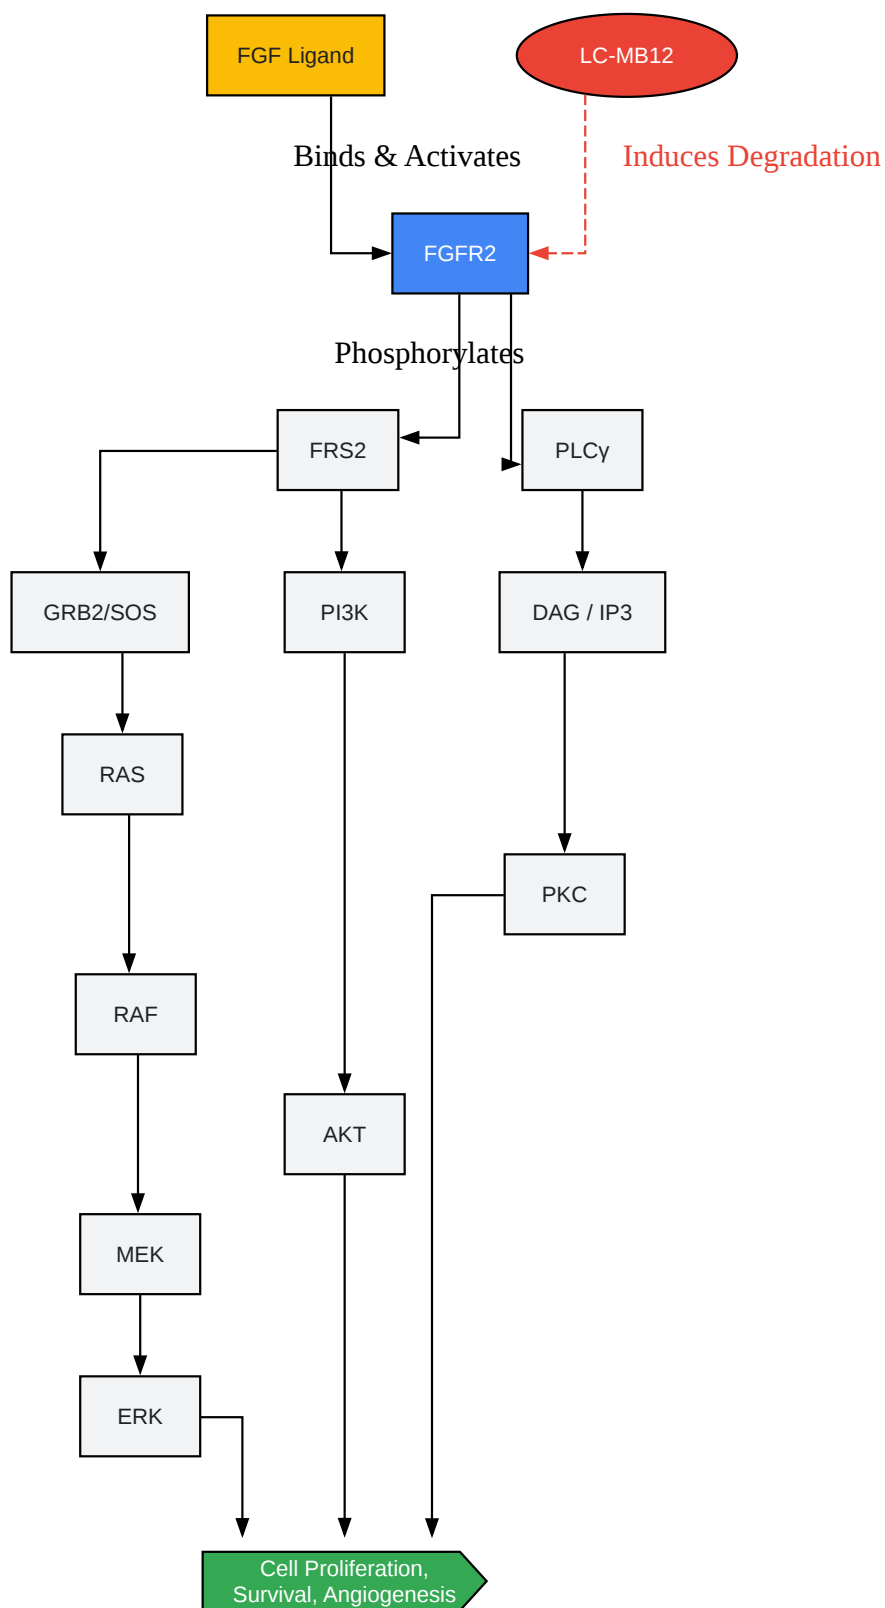 FGF Ligand
LC-MB12
Binds & Activates
Induces Degradation
FGFR2
Phosphorylates
FRS2
PLCγ
GRB2/SOS
PI3K
DAG / IP3
RAS
PKC
RAF
AKT
MEK
ERK
Cell Proliferation,
Survival, Angiogenesis